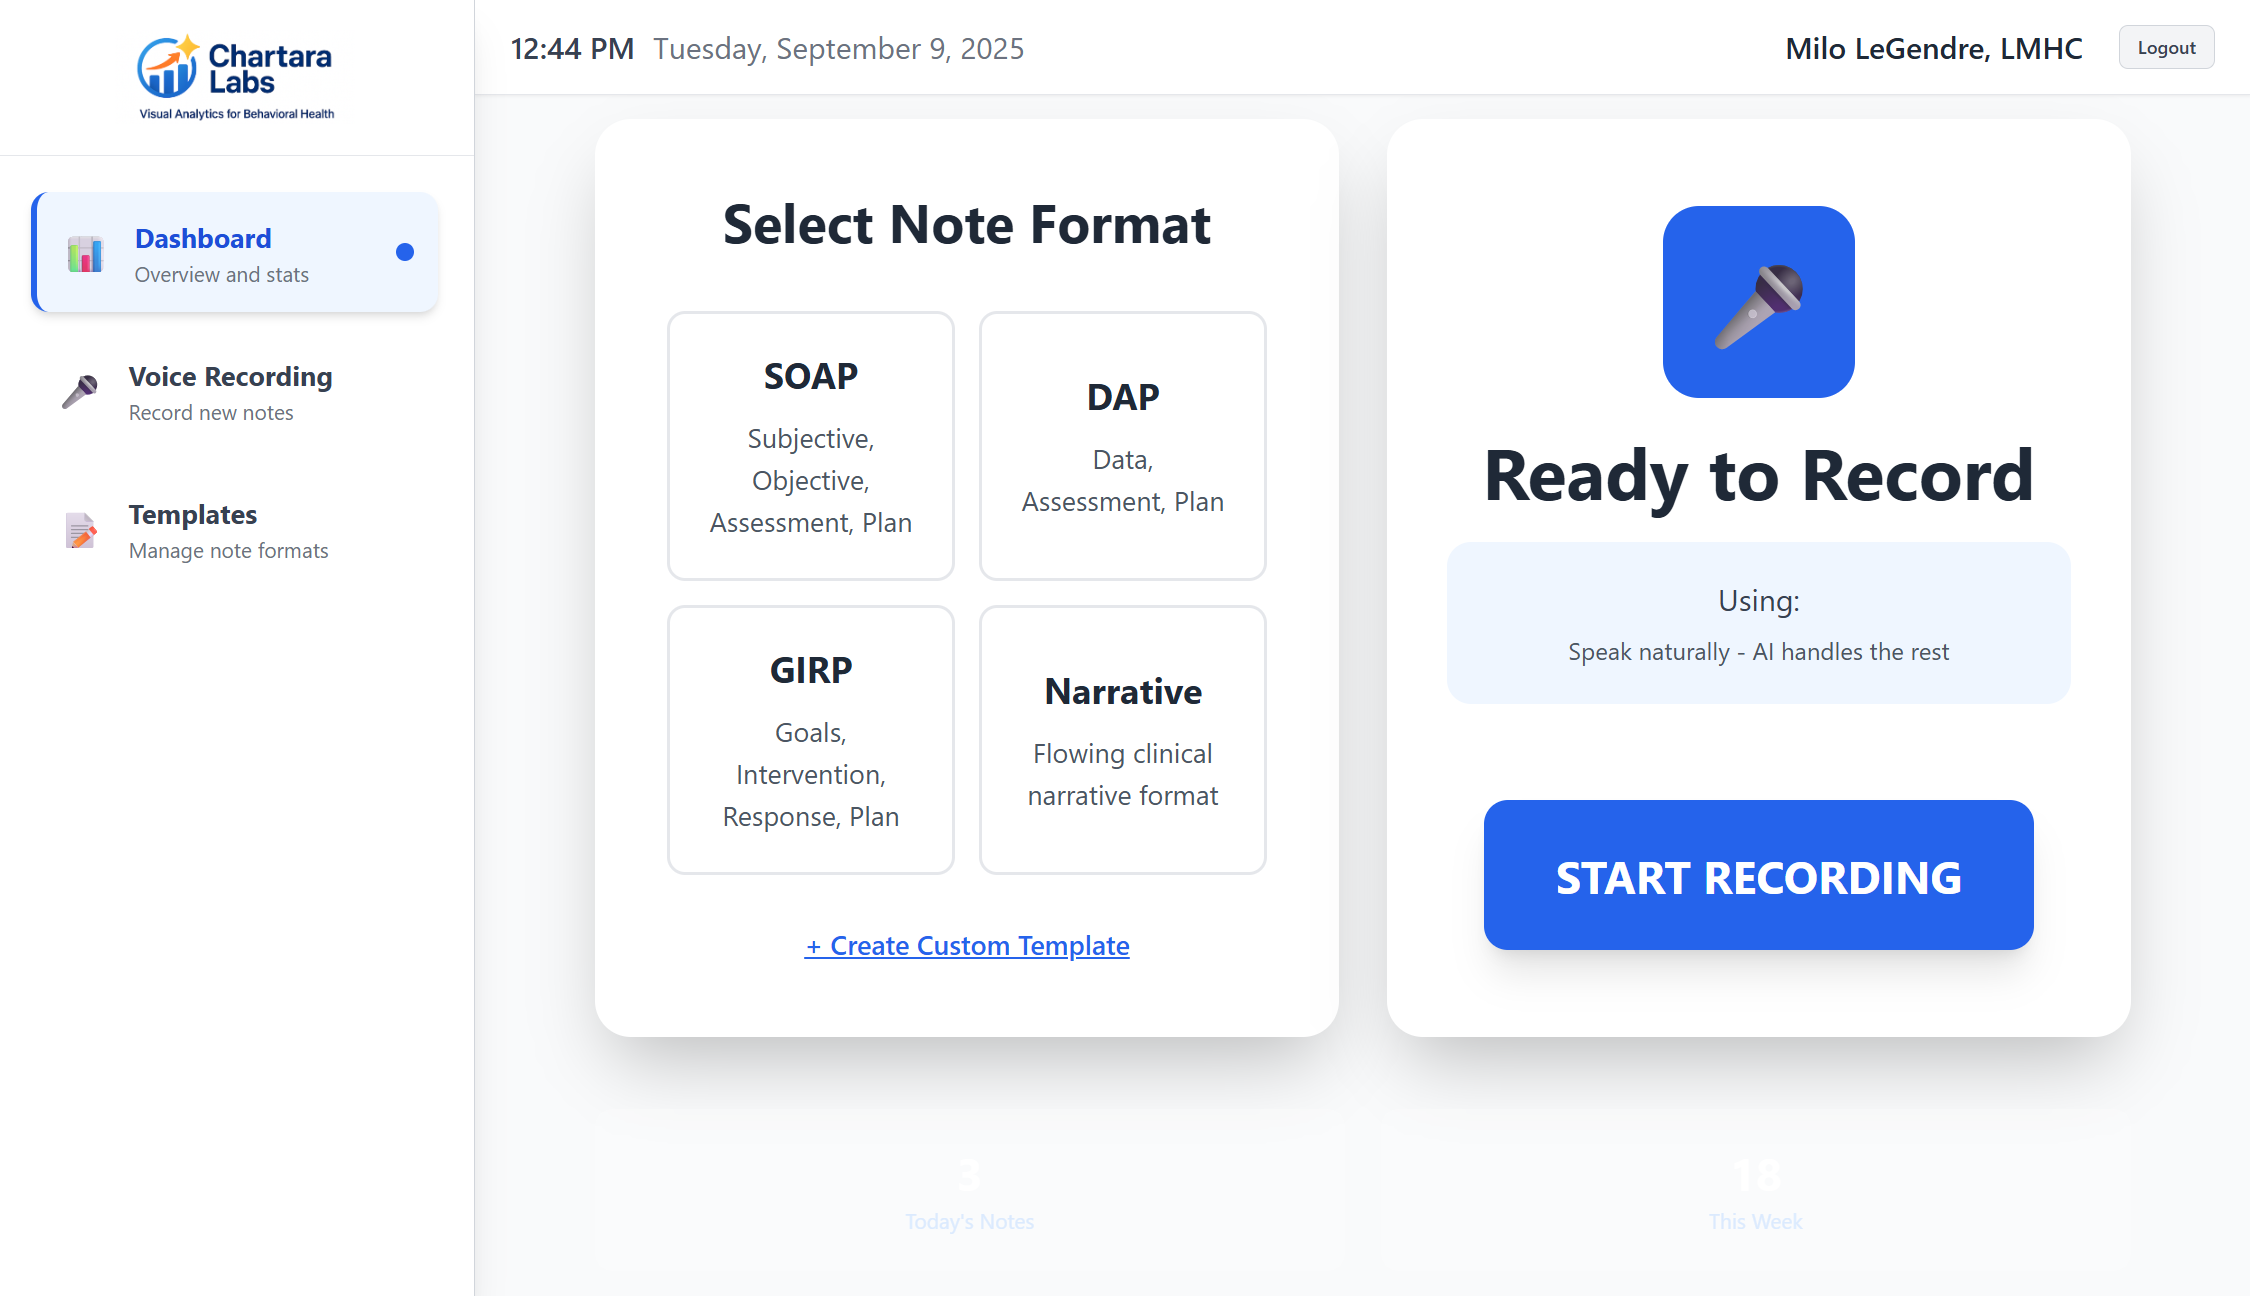 Chartara
Labs
Visual Analytics for Behavioral Health
12:44 PM Tuesday, September 9, 2025
Milo LeGendre, LMHC
Logout
Dashboard
Overview and stats
Voice Recording
Record new notes
Templates
Manage note formats
Select Note Format
SOAP
Subjective,
Objective,
Assessment, Plan
DAP
Data,
Assessment, Plan
GIRP
Goals,
Intervention,
Response, Plan
Narrative
Flowing clinical
narrative format
+ Create Custom Template
Ready to Record
Using:
Speak naturally - AI handles the rest
START RECORDING
3
Today's Notes
18
This Week